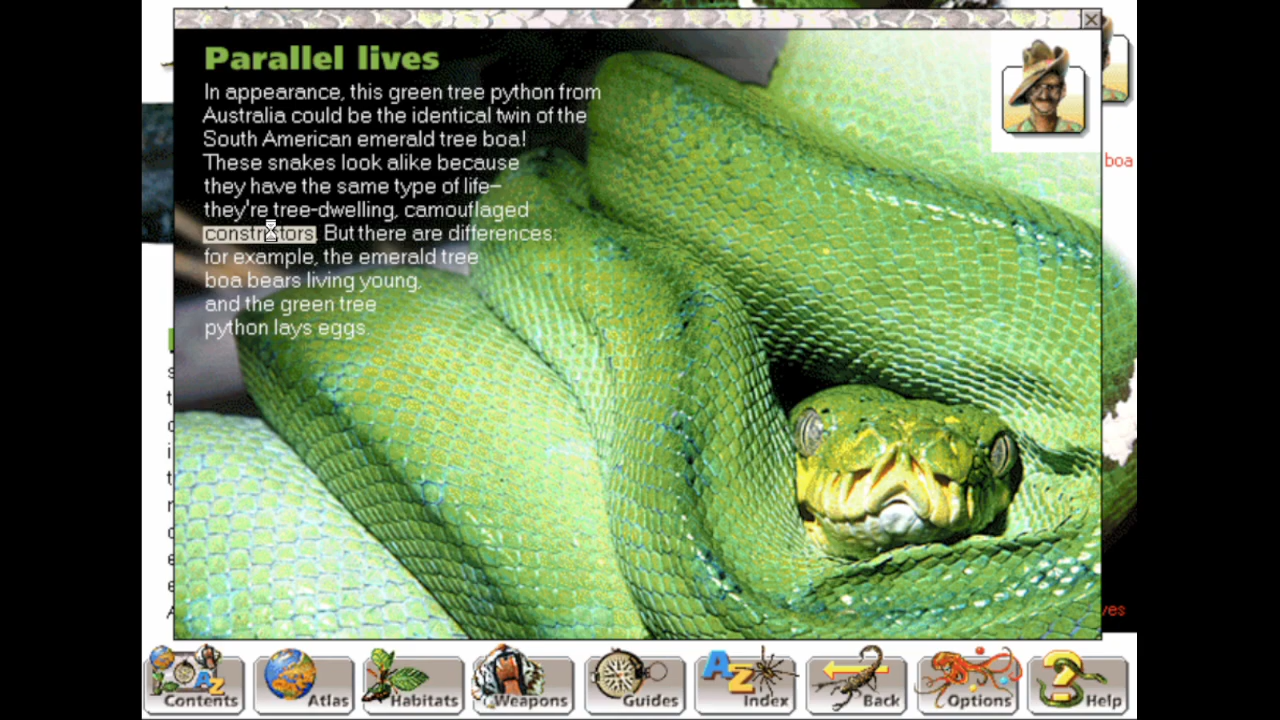 Parallel lives
In appearance, this green tree python from
Australia could be the identical twin of the
South American emerald tree boa!
These snakes look alike because
they have the same type of life–
they're tree-dwelling, camouflaged
constrictors. But there are differences:
for example, the emerald tree
boa bears living young,
and the green tree
python lays eggs.
boa
Contents
Atlas
Habitats
Weapons
Guides
AZ
Index
Back
Options
Help